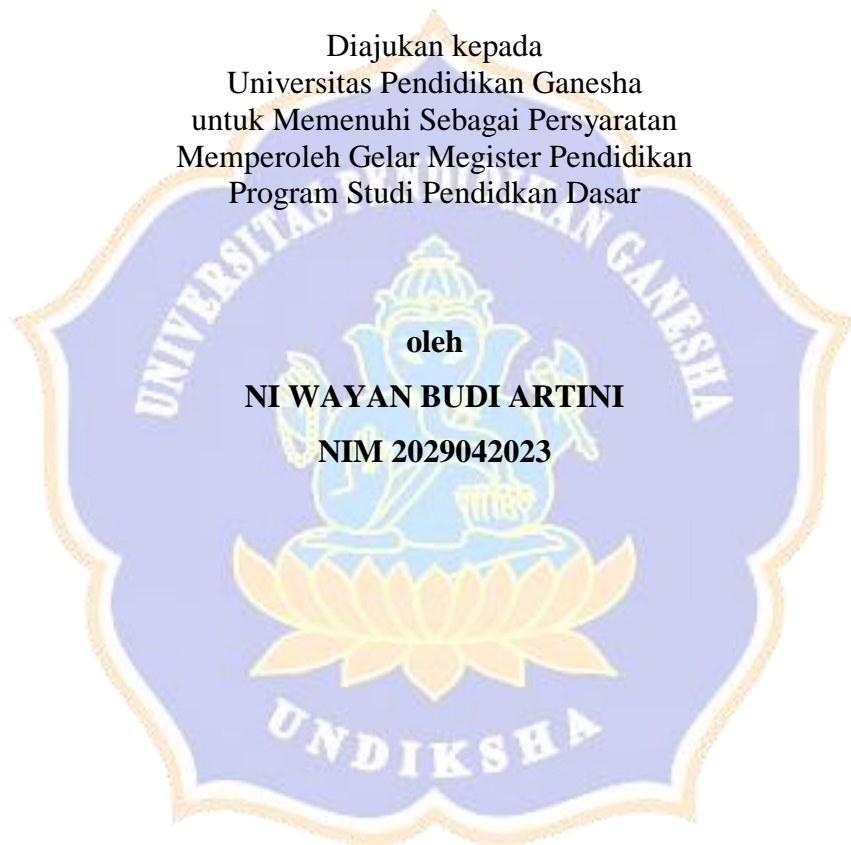 Diajukan kepada
Universitas Pendidikan Ganesha
untuk Memenuhi Sebagai Persyaratan
Memperoleh Gelar Megister Pendidikan
Program Studi Pendidkan Dasar
UNIVERSITAS PENDIDIKAN GANESHA
oleh
NI WAYAN BUDI ARTINI
NIM 2029042023
UNDIKSHA